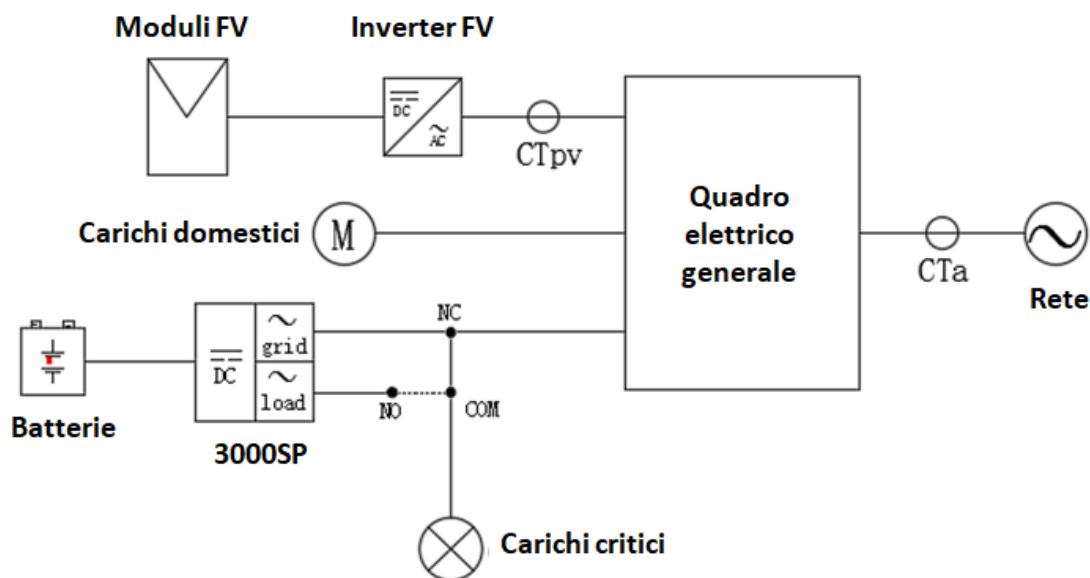 Moduli FV
Inverter FV
DC
AC
CTpv
Quadro
elettrico
generale
Carichi domestici
M
CTa
Rete
NC
grid
DC
load
NO
COM
Batterie
3000SP
Carichi critici